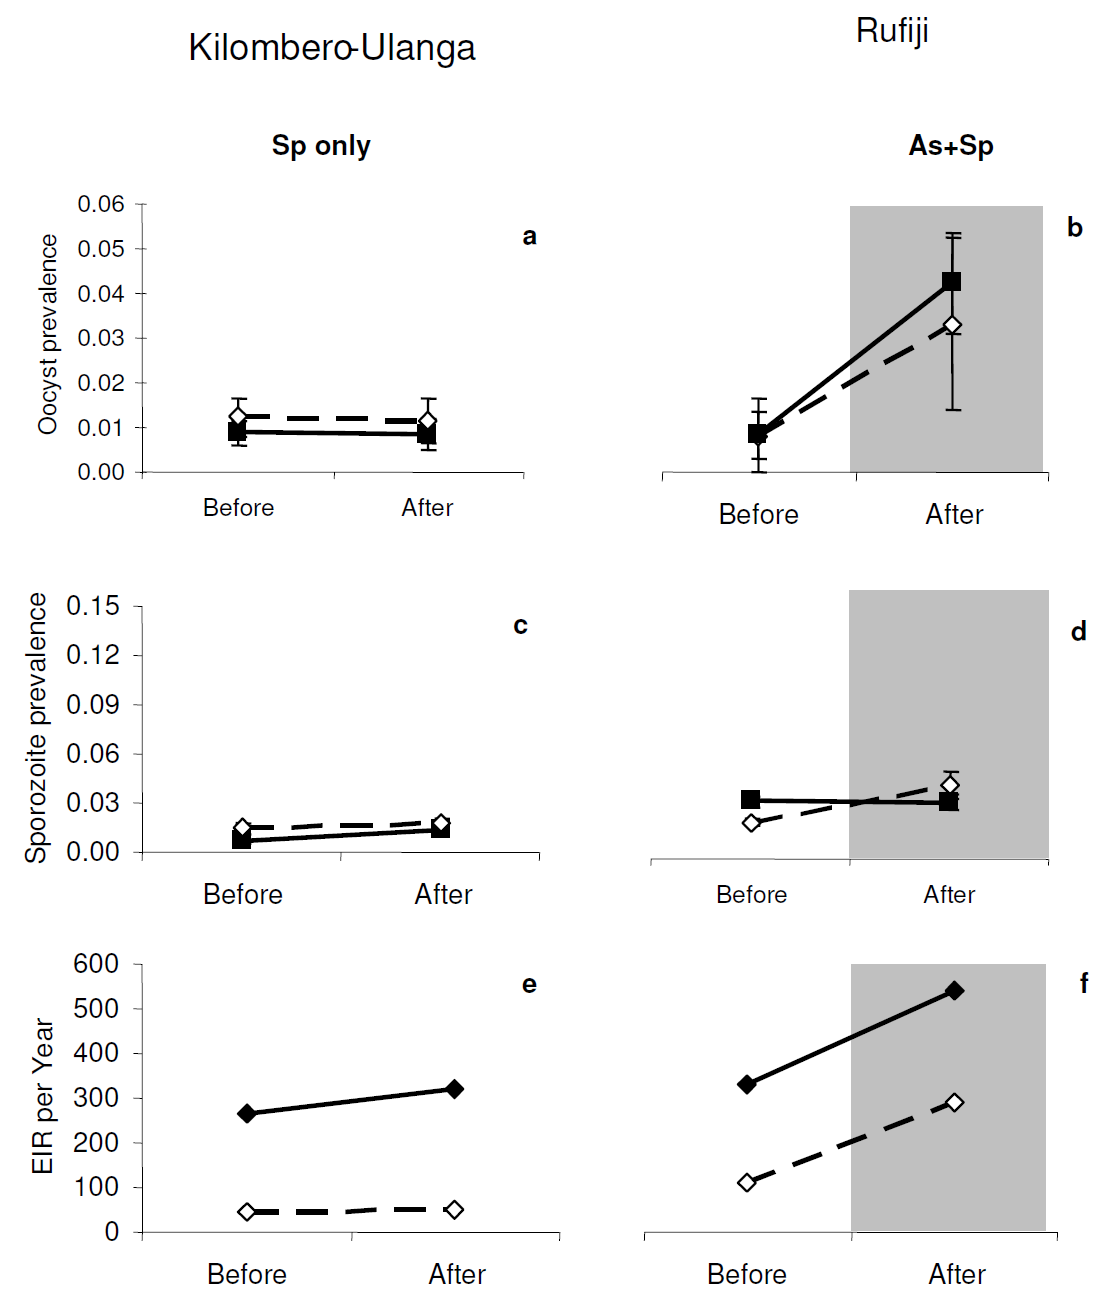 Kilombero-Ulanga
Rufiji
Sp only
As+Sp
Oocyst prevalence
0.06
0.05
0.04
0.03
0.02
0.01
0.00
a
Before
After
b
Before
After
Sporozoite prevalence
0.15
0.12
0.09
0.06
0.03
0.00
c
Before
After
d
Before
After
EIR per Year
600
500
400
300
200
100
0
e
Before
After
f
Before
After